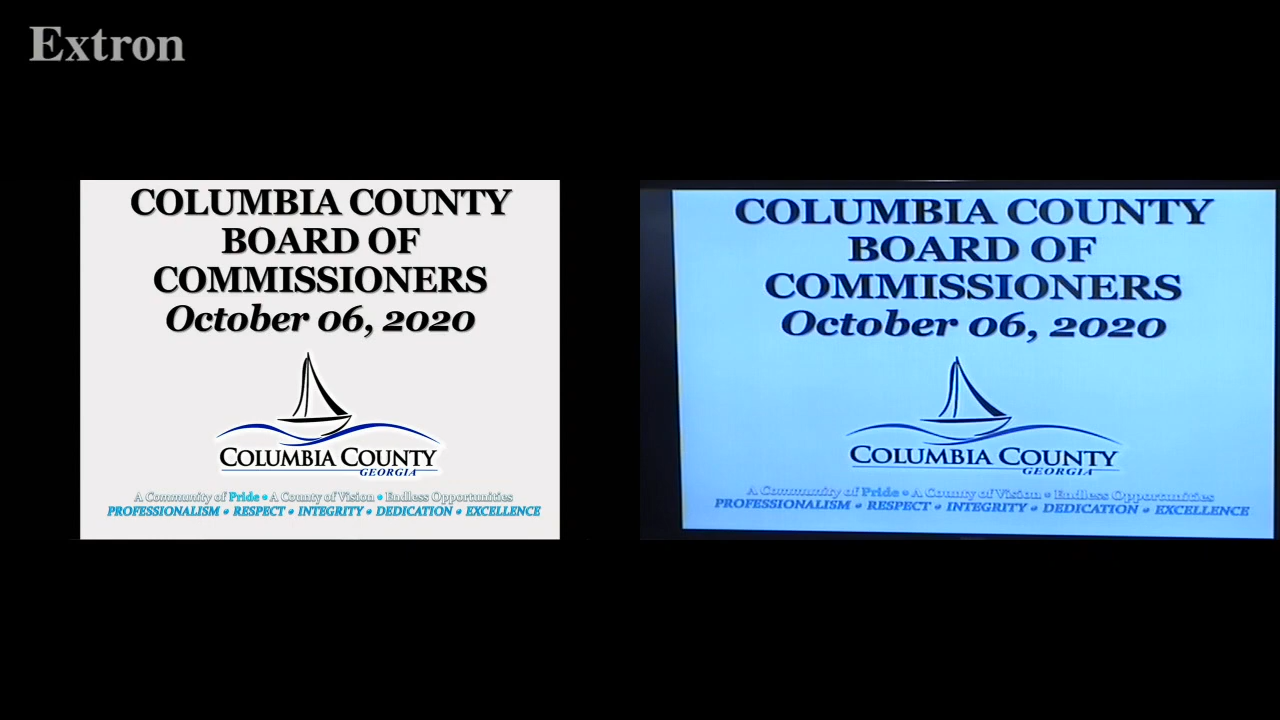 Extron
COLUMBIA COUNTY
BOARD OF
COMMISSIONERS
October 06, 2020
COLUMBIA COUNTY
GEORGIA
A Community of Pride • A County of Vision • Endless Opportunities
PROFESSIONALISM • RESPECT • INTEGRITY • DEDICATION • EXCELLENCE
COLUMBIA COUNTY
BOARD OF
COMMISSIONERS
October 06, 2020
COLUMBIA COUNTY
GEORGIA
A Community of Pride • A County of Vision • Endless Opportunities
PROFESSIONALISM • RESPECT • INTEGRITY • DEDICATION • EXCELLENCE